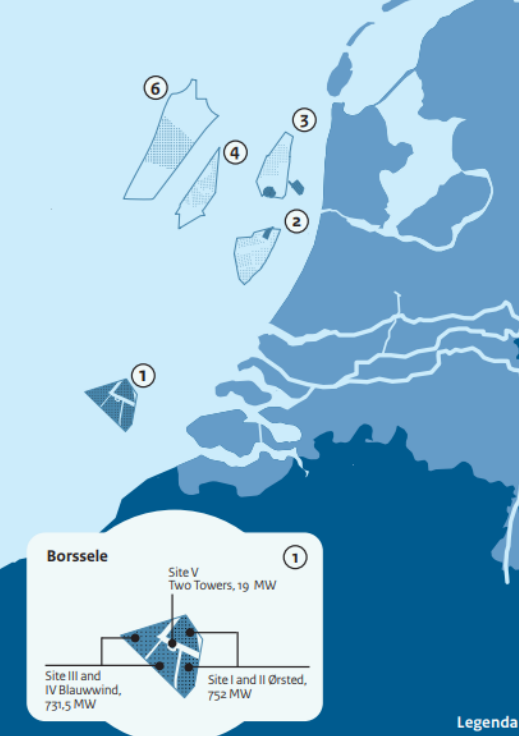 6
3
4
2
1
Borssele
1
Site V
Two Towers, 19 MW
Site III and
IV Blauwwind,
731,5 MW
Site I and II Ørsted,
752 MW
Legenda